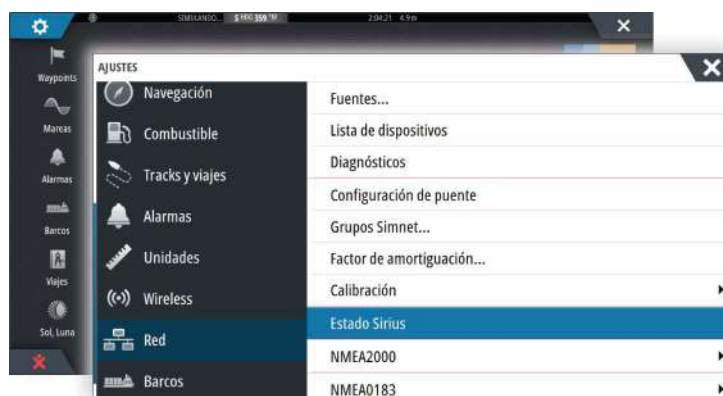 SIMULANDO... S HDG 359 °M 2:04:21 4.9m
Waypoints
Mareas
Alarmas
Barcos
Viajes
Sol, Luna
AJUSTES
Navegación
Combustible
Tracks y viajes
Alarmas
Unidades
Wireless
Red
Barcos
Fuentes...
Lista de dispositivos
Diagnósticos
Configuración de puente
Grupos Simnet...
Factor de amortiguación...
Calibración
Estado Sirius
NMEA2000
NMEA0183